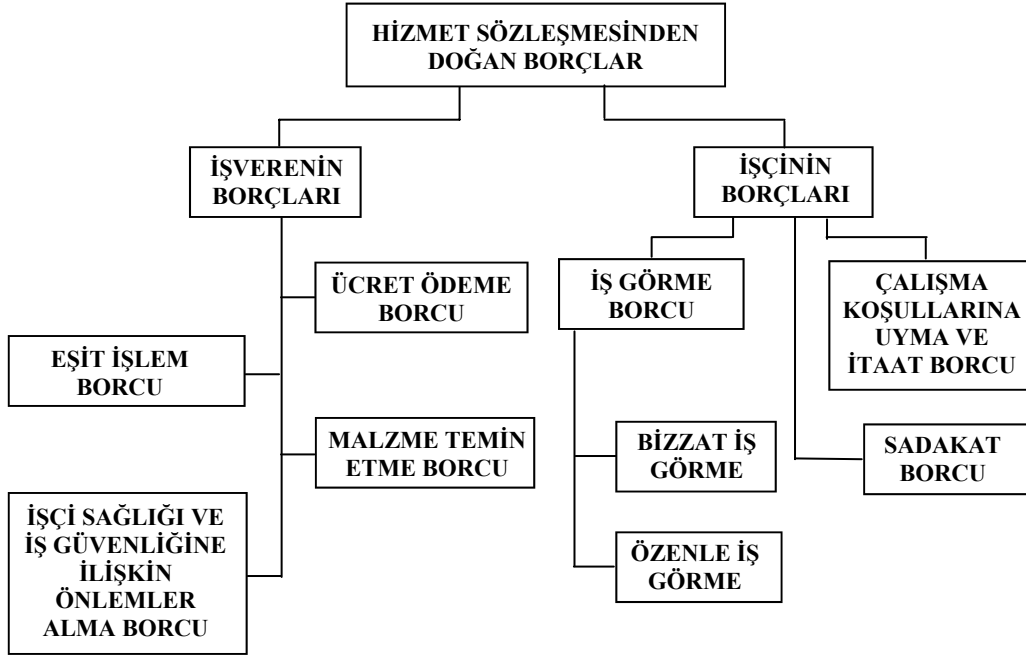 HİZMET SÖZLEŞMESİNDEN
DOĞAN BORÇLAR
İŞVERENİN
BORÇLARI
İŞÇİNİN
BORÇLARI
ÜCRET ÖDEME
BORCU
EŞİT İŞLEM
BORCU
MALZME TEMİN
ETME BORCU
İŞÇİ SAĞLIĞI VE
İŞ GÜVENLİĞİNE
İLİŞKİN
ÖNLEMLER
ALMA BORCU
İŞ GÖRME
BORCU
BİZZAT İŞ
GÖRME
ÖZENLE İŞ
GÖRME
ÇALIŞMA
KOŞULLARINA
UYMA VE
İTAAT BORCU
SADAKAT
BORCU